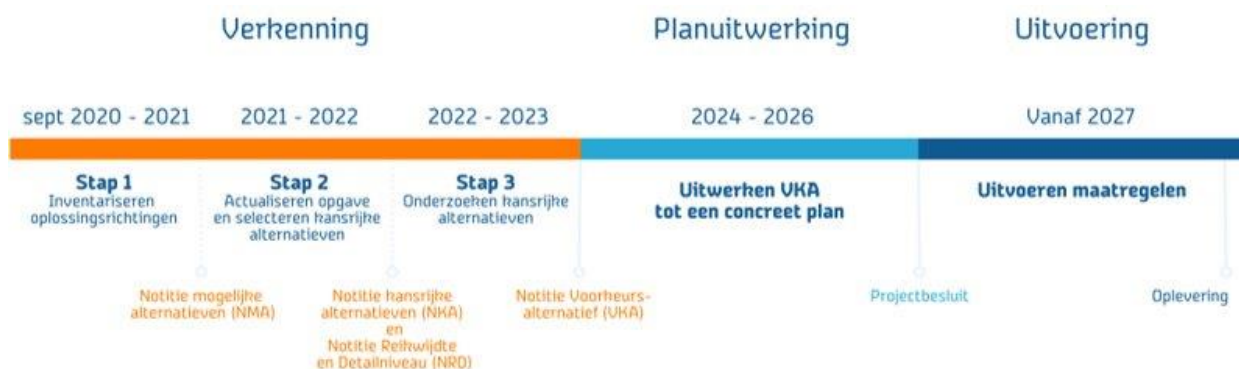 Verkenning
Planuitwerking
Uitvoering
sept 2020 - 2021
2021 - 2022
2022 - 2023
2024 - 2026
Vanaf 2027
Stap 1
Inventariseren
oplossingsrichtingen
Stap 2
Actualiseren opgave
en selecteren kansrijke
alternatieven
Stap 3
Onderzoeken kansrijke
alternatieven
Uitwerken VKA
tot een concreet plan
Uitvoeren maatregelen
Notitie mogelijke
alternatieven (NMA)
Notitie kansrijke
alternatieven (NKA)
en
Notitie Reikwijdte
en Detailniveau (NRD)
Notitie Voorkeurs-
alternatief (VKA)
Projectbesluit
Oplevering